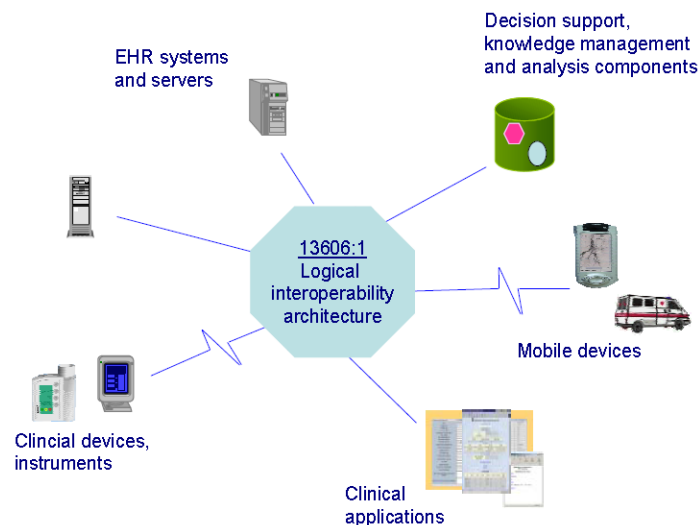 Decision support,
knowledge management
and analysis components
EHR systems
and servers
13606:1
Logical
interoperability
architecture
Mobile devices
Clincial devices,
instruments
Clinical
applications